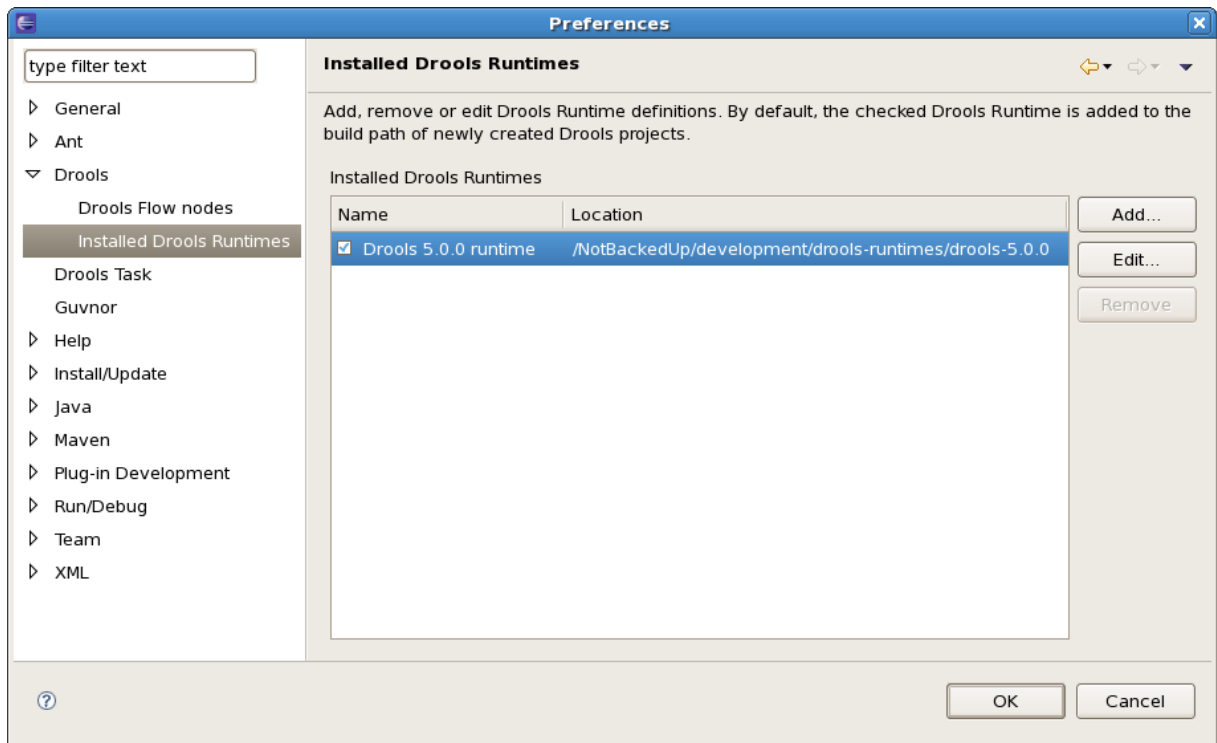 Preferences
type filter text
General
Ant
Drools
Drools Flow nodes
Installed Drools Runtimes
Drools Task
Guvnor
Help
Install/Update
Java
Maven
Plug-in Development
Run/Debug
Team
XML
Installed Drools Runtimes
Add, remove or edit Drools Runtime definitions. By default, the checked Drools Runtime is added to the
build path of newly created Drools projects.
Installed Drools Runtimes
Name Location
Drools 5.0.0 runtime /NotBackedUp/development/drools-runtimes/drools-5.0.0
Add...
Edit...
Remove
OK Cancel